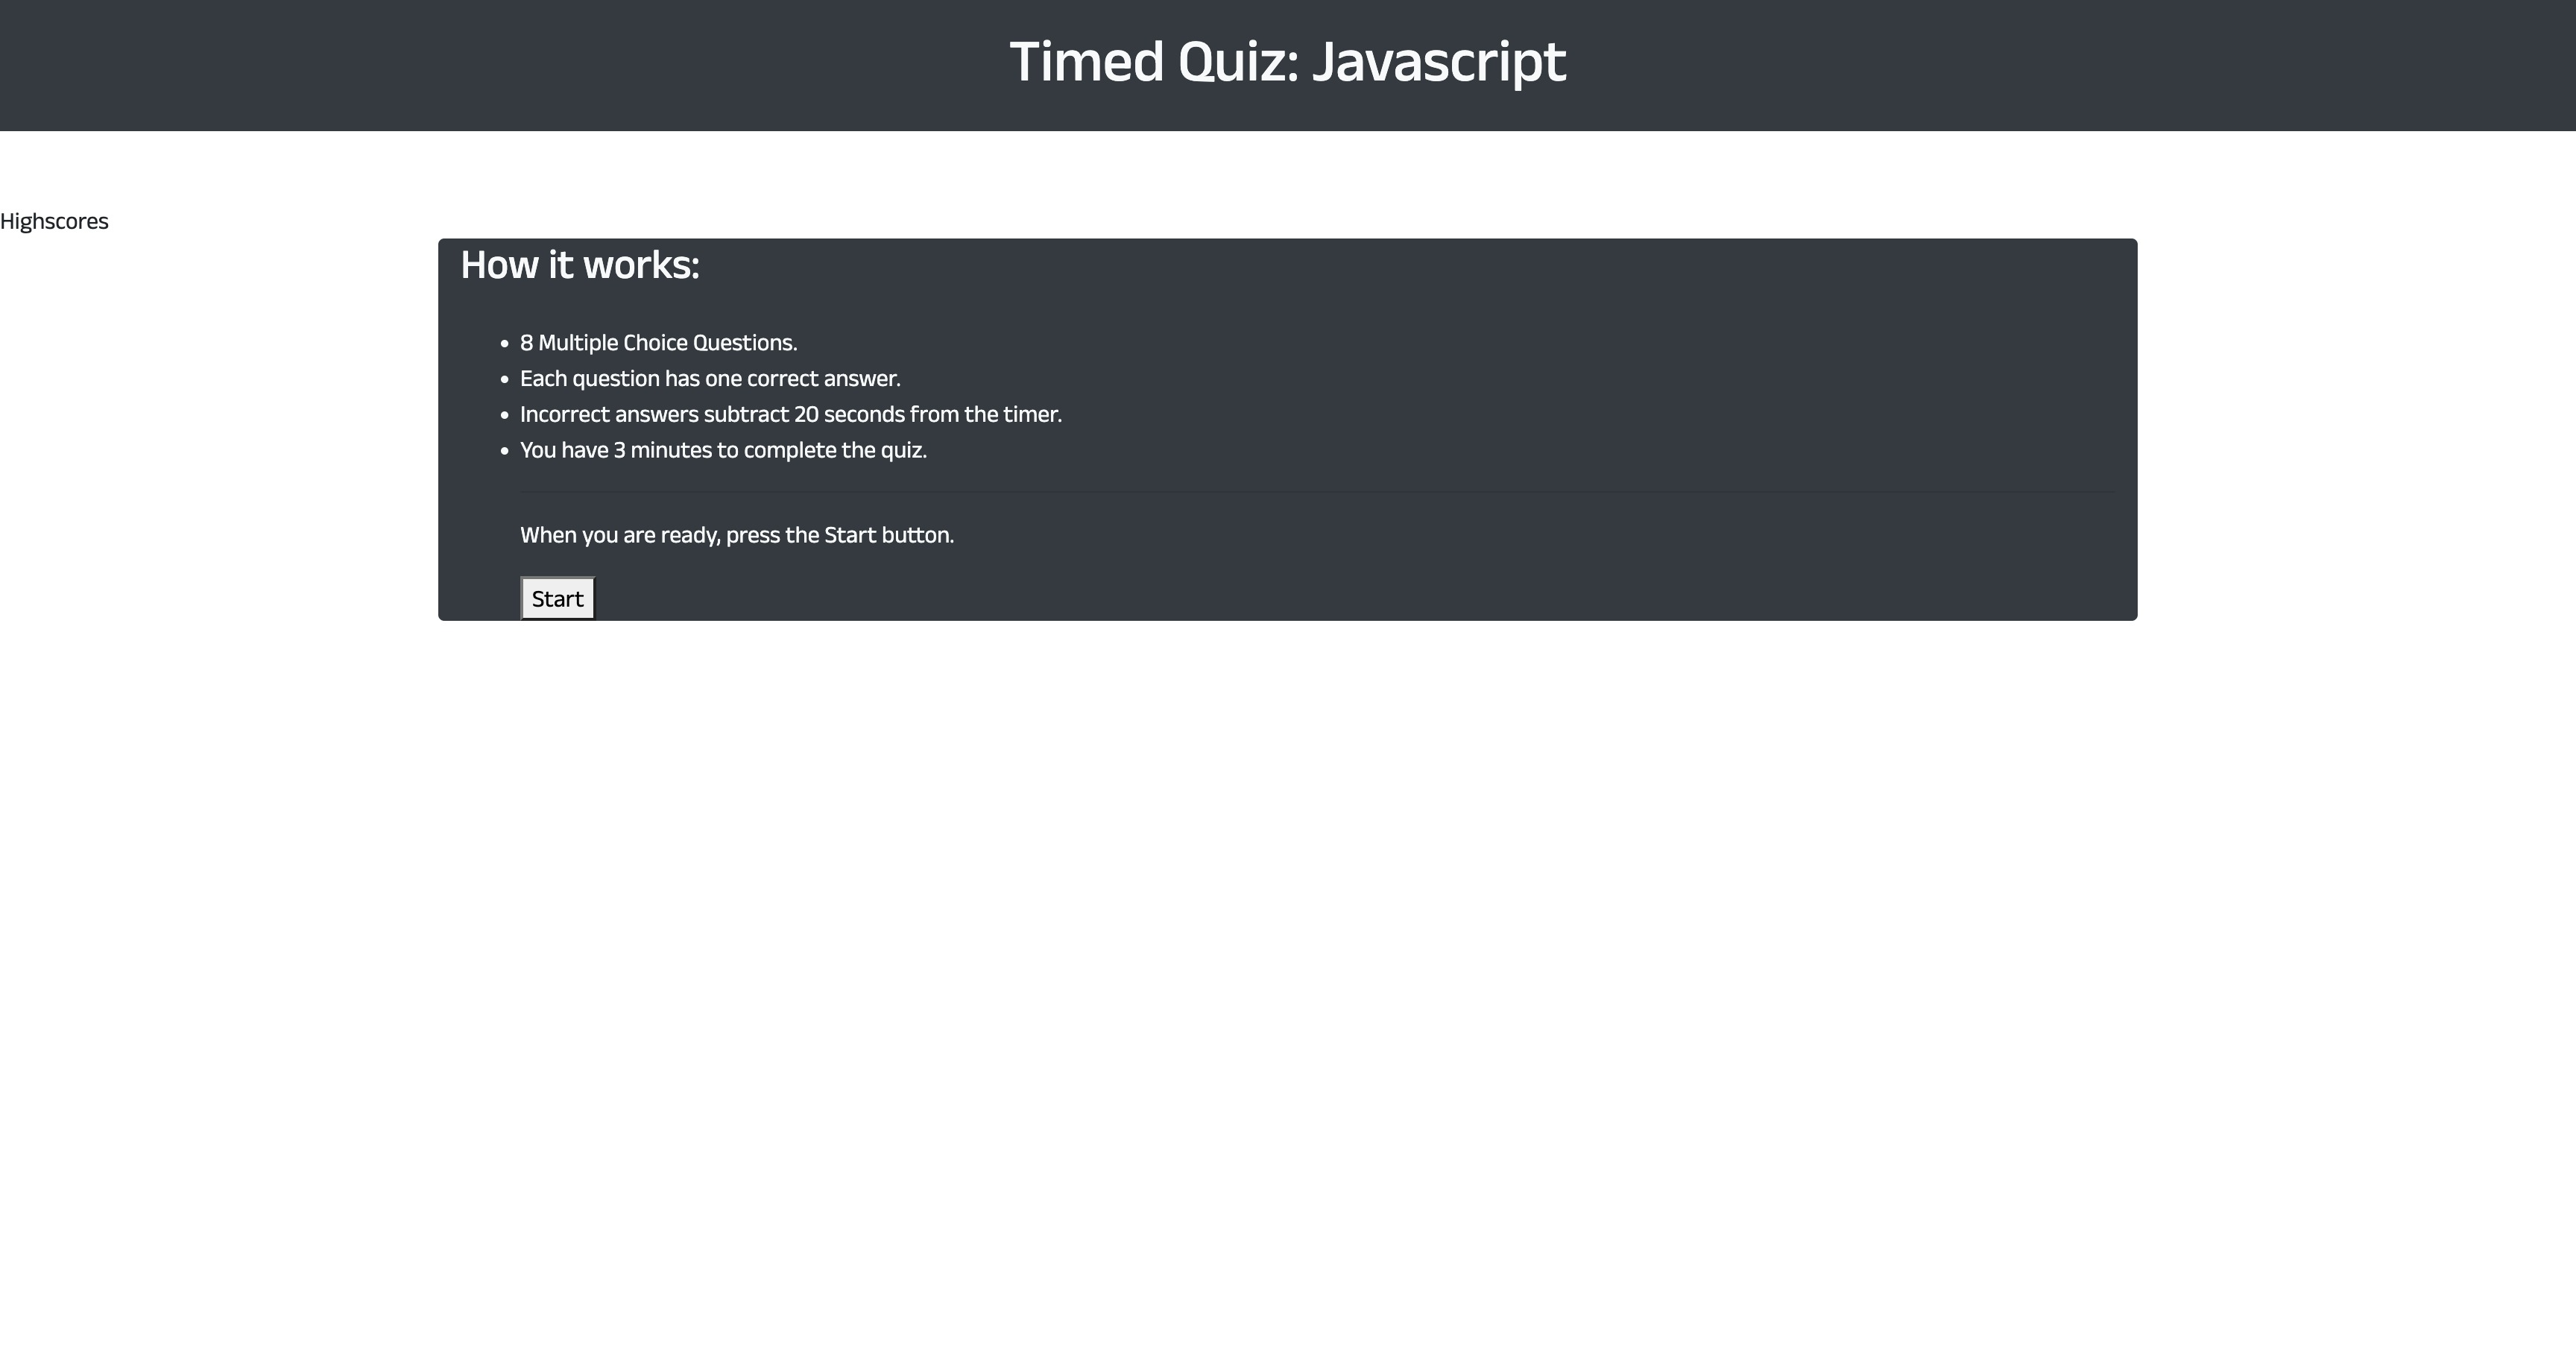 Timed Quiz: Javascript
Highscores
How it works:
8 Multiple Choice Questions.
Each question has one correct answer.
Incorrect answers subtract 20 seconds from the timer.
You have 3 minutes to complete the quiz.
When you are ready, press the Start button.
Start